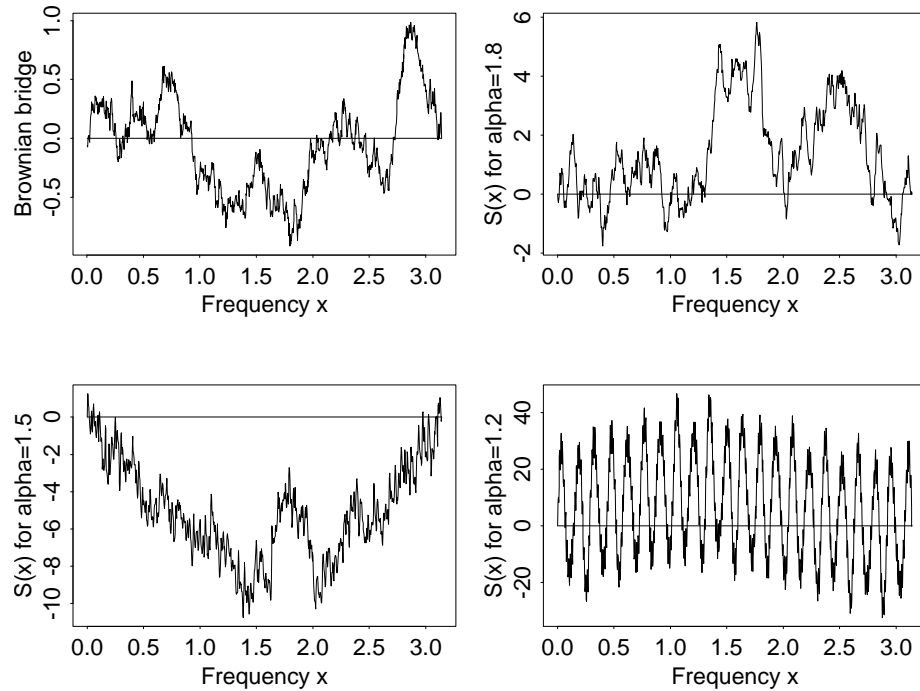 Brownian bridge
1.0
0.5
0.0
-0.5
0.0 0.5 1.0 1.5 2.0 2.5 3.0
Frequency x
S(x) for alpha=1.8
6
4
2
0
-2
0.0 0.5 1.0 1.5 2.0 2.5 3.0
Frequency x
S(x) for alpha=1.5
0
-2
-4
-6
-8
-10
0.0 0.5 1.0 1.5 2.0 2.5 3.0
Frequency x
S(x) for alpha=1.2
40
20
0
-20
0.0 0.5 1.0 1.5 2.0 2.5 3.0
Frequency x